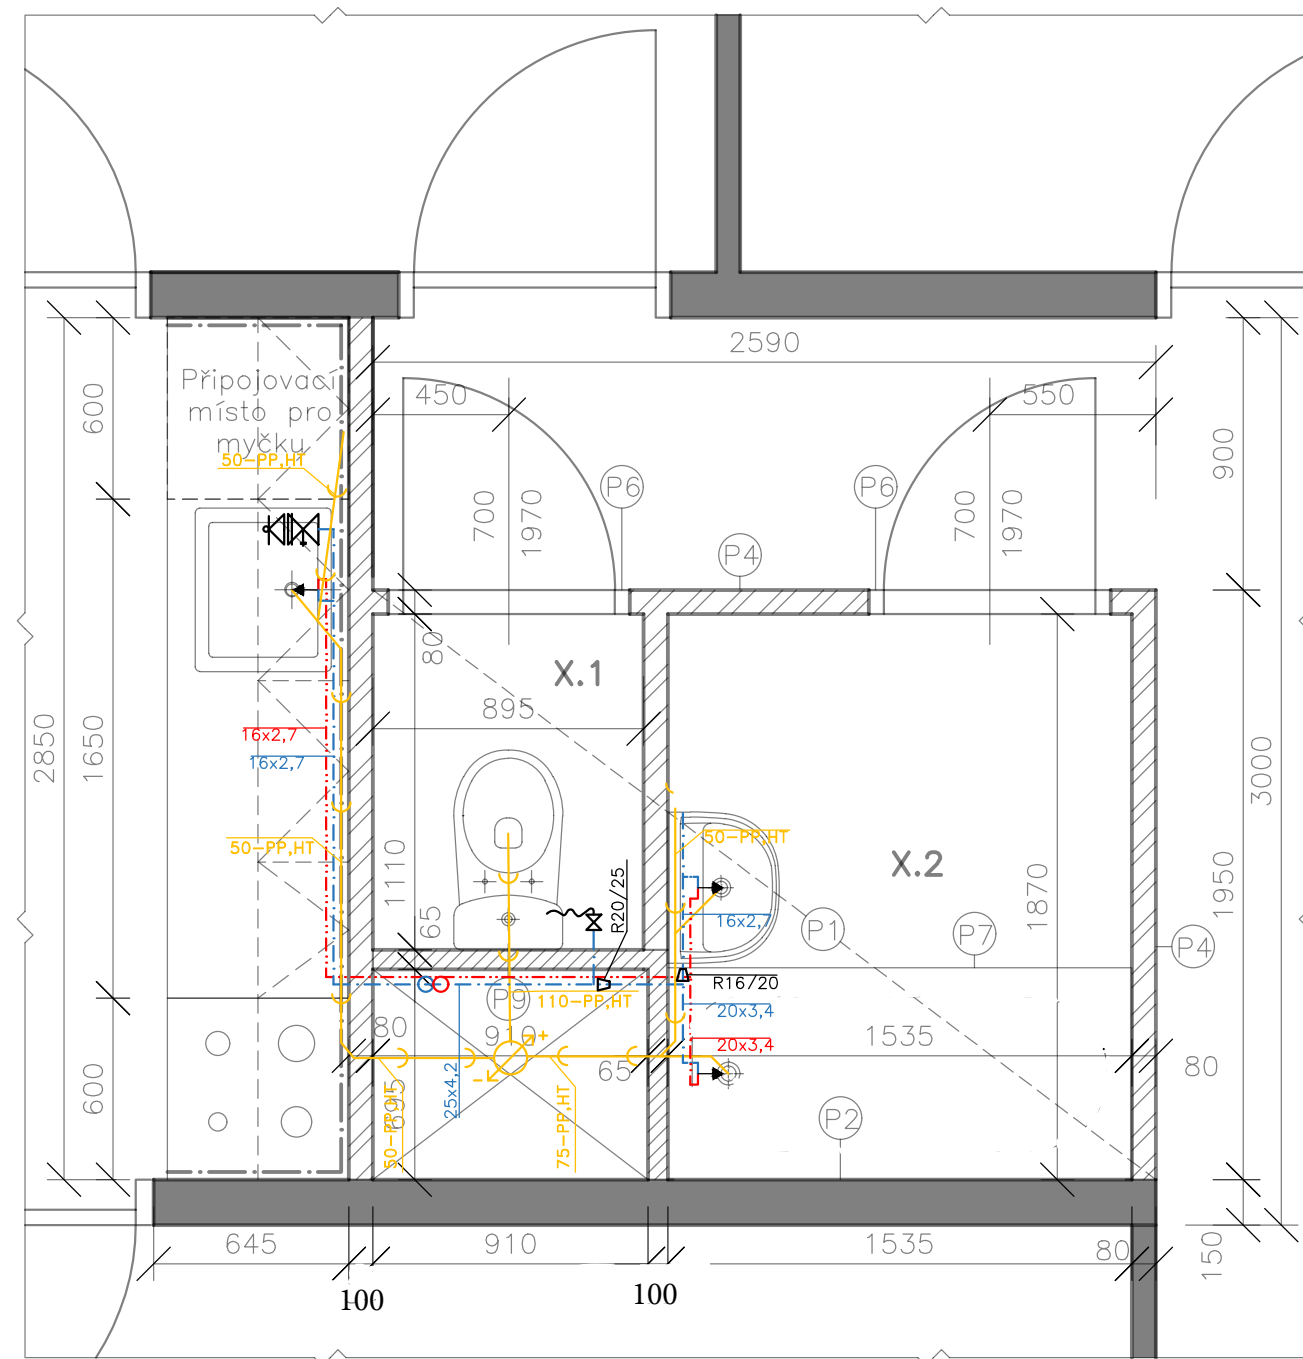 2590
Připojovací
místo pro
myčku
450
550
600
900
50-PP,HT
P6
P6
700
1970
700
1970
P4
80
X.1
895
2850
1650
16x2,7
16x2,7
3000
50-PP,HT
50-PP,HT
X.2
1110
R20/25
1870
1950
65
16x2,7
P1
P7
P4
R16/20
P9
110-PP,HT
20x3,4
80
910
1535
20x3,4
65
80
600
25x4,2
695
50-PP,HT
75-PP,HT
P2
+
-
645
910
1535
80
150
100
100